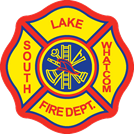 LAKE
SOUTH
WHATCOM
FIRE DEPT.